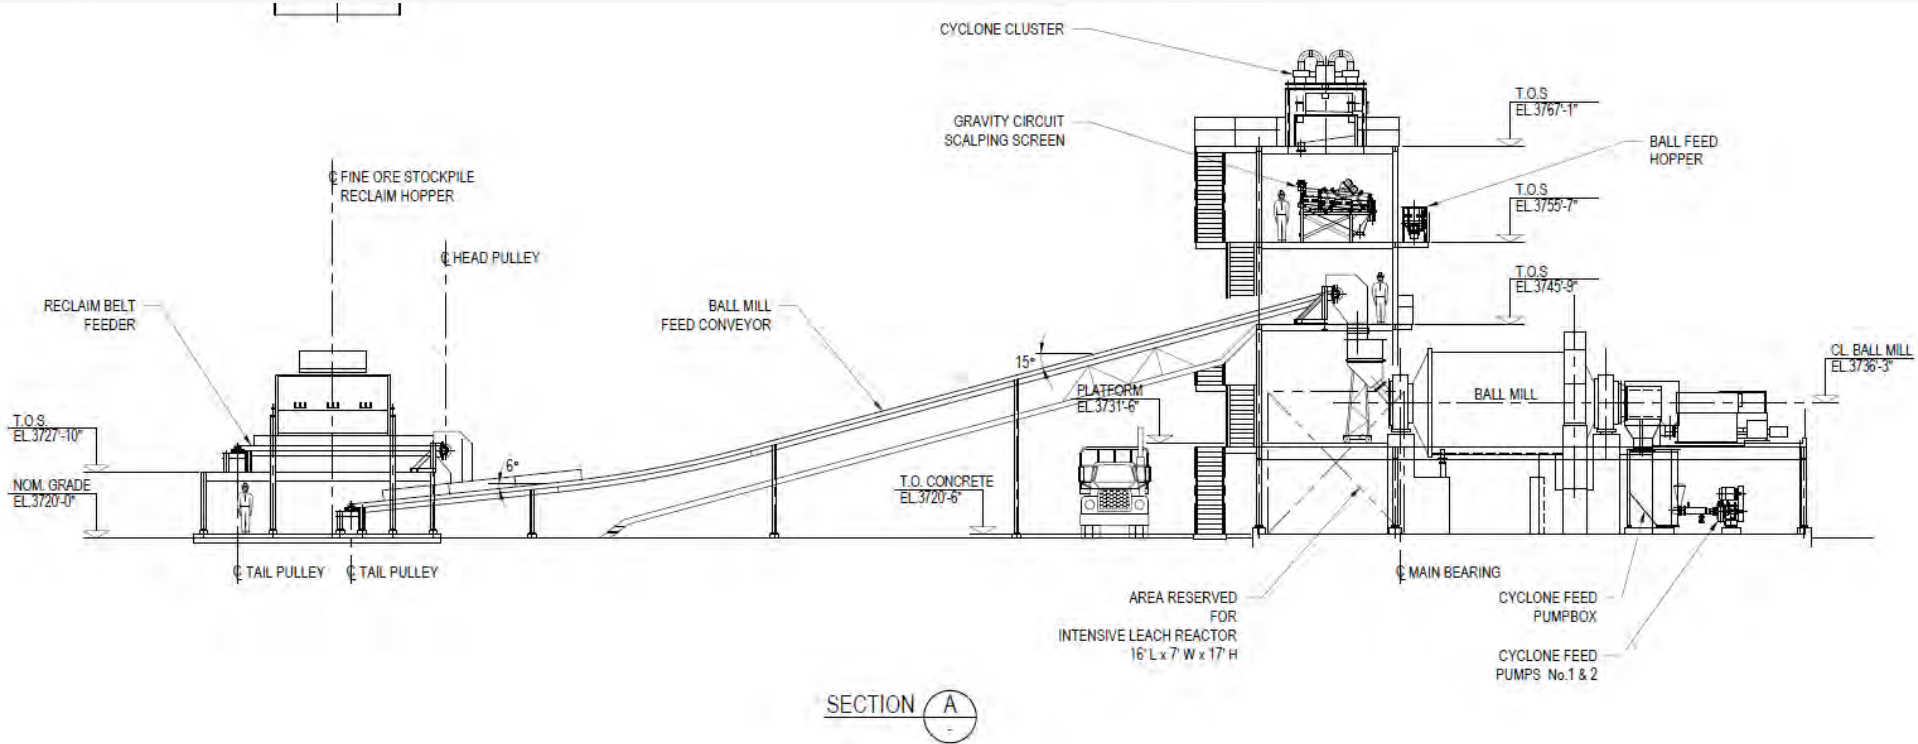 CYCLONE CLUSTER
T.O.S
EL.3767'-1"
GRAVITY CIRCUIT
SCALPING SCREEN
BALL FEED
HOPPER
℄ FINE ORE STOCKPILE
RECLAIM HOPPER
T.O.S
EL.3755'-7"
℄ HEAD PULLEY
T.O.S
EL.3745'-9"
RECLAIM BELT
FEEDER
BALL MILL
FEED CONVEYOR
15°
CL. BALL MILL
EL.3736'-3"
PLATFORM
EL.3731'-6"
BALL MILL
T.O.S.
EL.3727'-10"
6°
NOM. GRADE
EL.3720'-0"
T.O. CONCRETE
EL.3720'-6"
℄ TAIL PULLEY
℄ TAIL PULLEY
℄ MAIN BEARING
AREA RESERVED
FOR
INTENSIVE LEACH REACTOR
16' L x 7' W x 17' H
CYCLONE FEED
PUMPBOX
CYCLONE FEED
PUMPS No.1 & 2
SECTION A
-